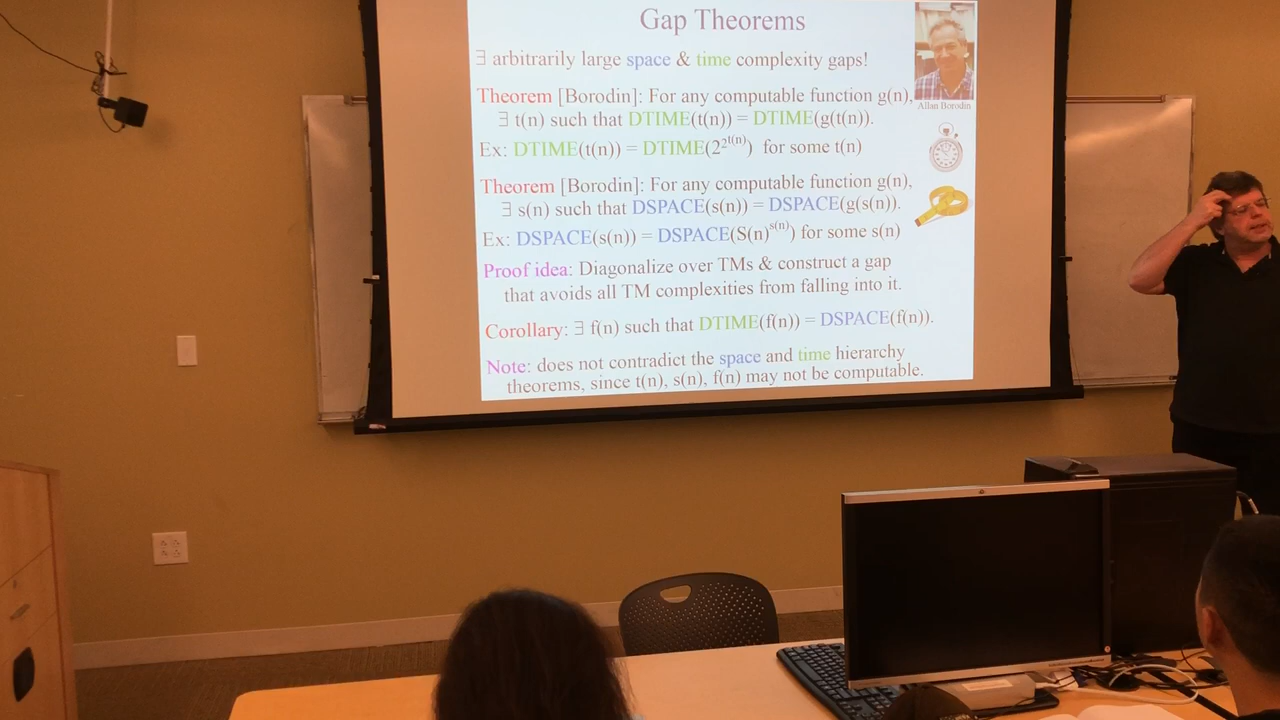 Gap Theorems
∃ arbitrarily large space & time complexity gaps!
Allan Borodin
Theorem [Borodin]: For any computable function g(n),
∃ t(n) such that DTIME(t(n)) = DTIME(g(t(n)).
Ex: DTIME(t(n)) = DTIME(2^2^t(n)) for some t(n)
Theorem [Borodin]: For any computable function g(n),
∃ s(n) such that DSPACE(s(n)) = DSPACE(g(s(n)).
Ex: DSPACE(s(n)) = DSPACE(S(n)^s(n)) for some s(n)
Proof idea: Diagonalize over TMs & construct a gap
that avoids all TM complexities from falling into it.
Corollary: ∃ f(n) such that DTIME(f(n)) = DSPACE(f(n)).
Note: does not contradict the space and time hierarchy
theorems, since t(n), s(n), f(n) may not be computable.